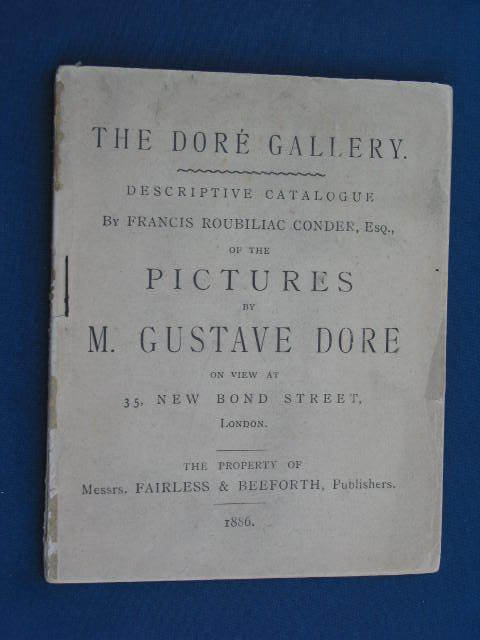 THE DORÉ GALLERY.
DESCRIPTIVE CATALOGUE
By FRANCIS ROUBILIAC CONDER, Esq.,
OF THE
PICTURES
BY
M. GUSTAVE DORE
ON VIEW AT
35, NEW BOND STREET,
London.
THE PROPERTY OF
Messrs. FAIRLESS & BEEFORTH, Publishers.
1886.